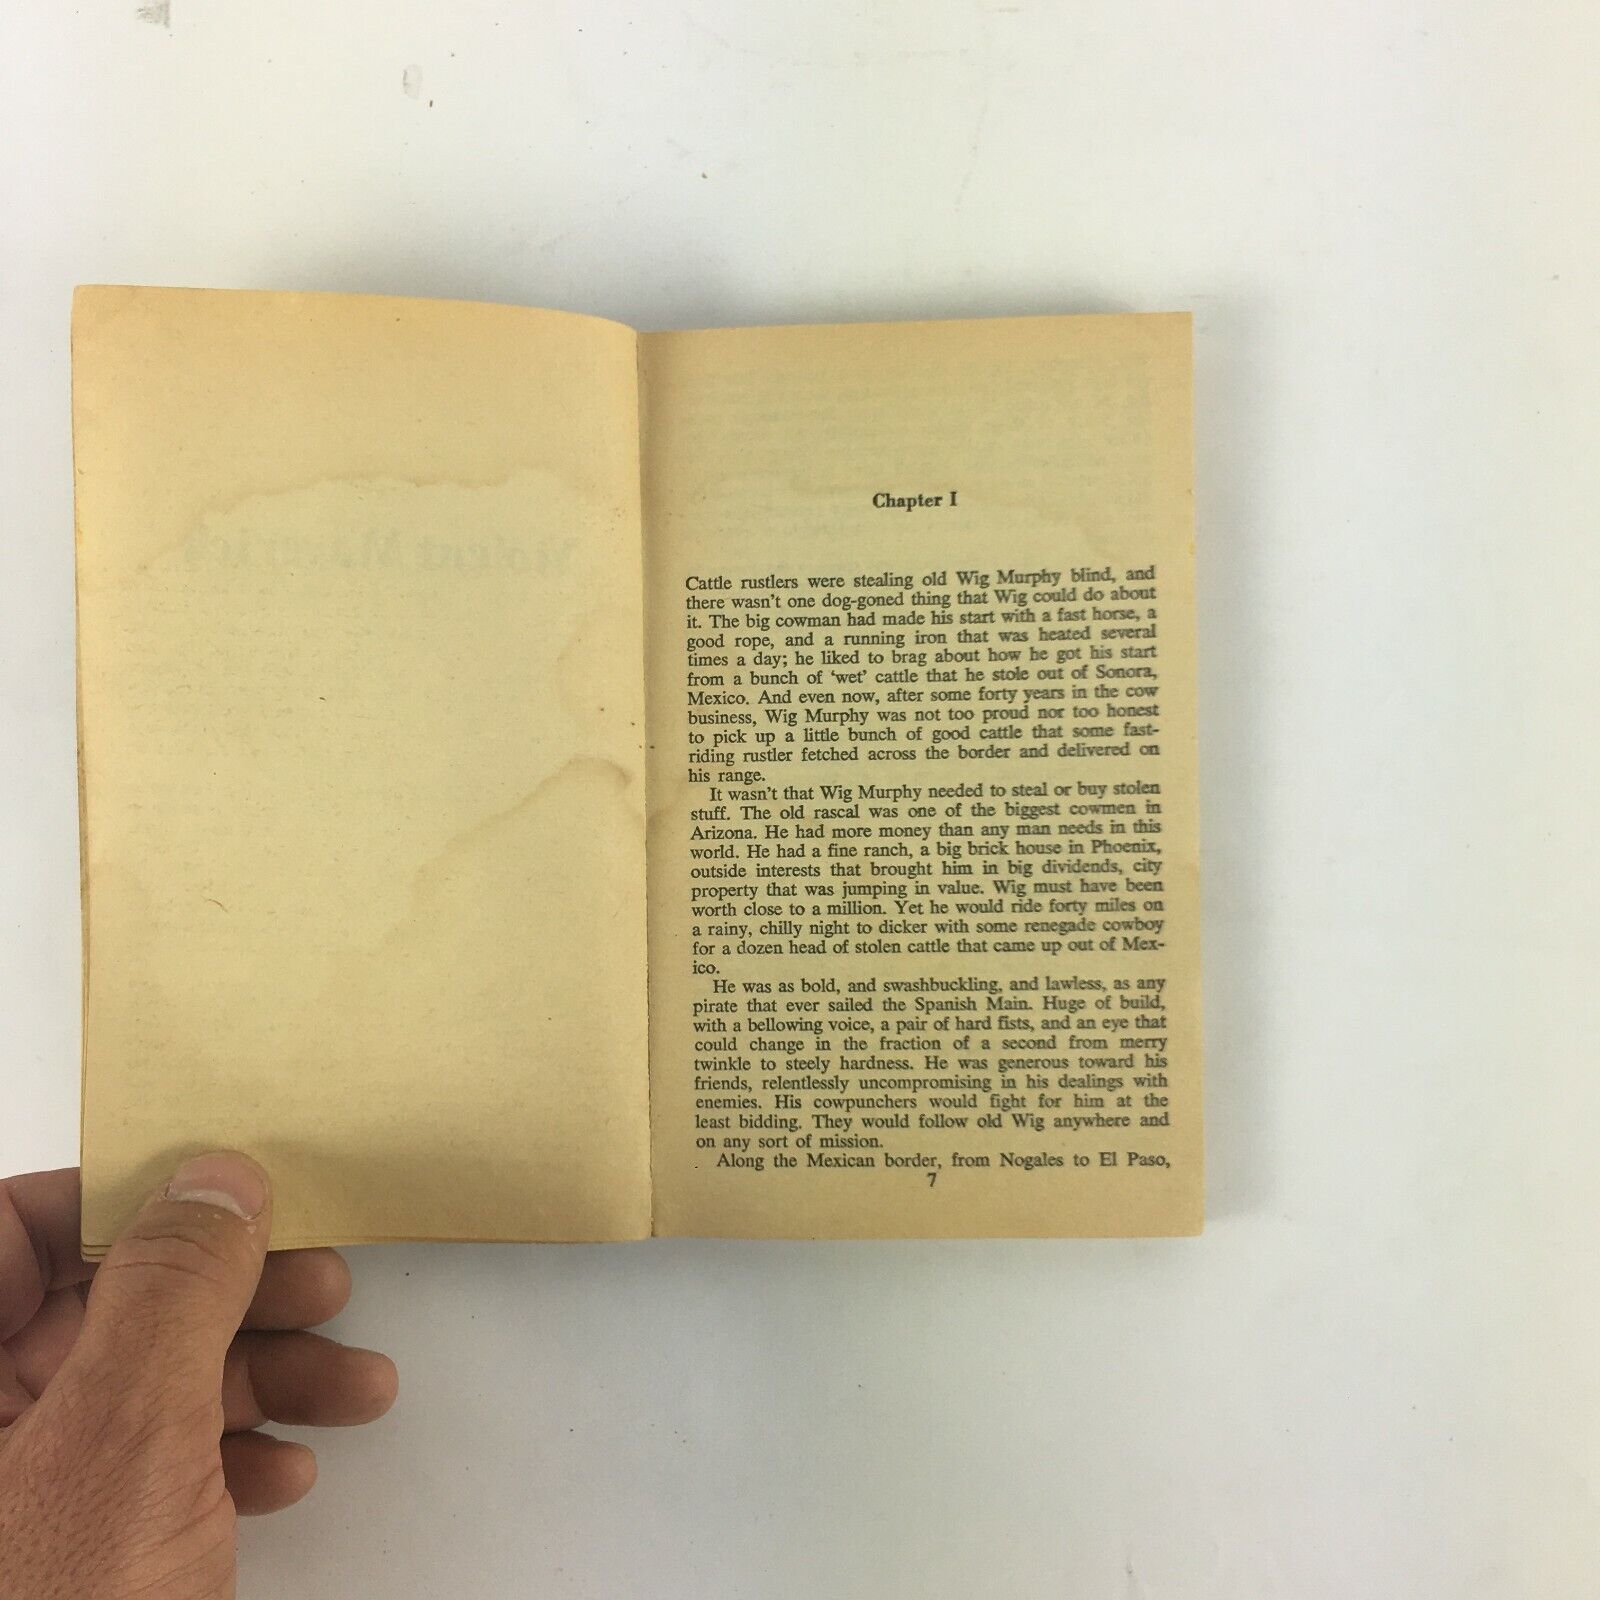 Chapter I
Cattle rustlers were stealing old Wig Murphy blind, and
there wasn't one dog-goned thing that Wig could do about
it. The big cowman had made his start with a fast horse, a
good rope, and a running iron that was heated several
times a day; he liked to brag about how he got his start
from a bunch of 'wet' cattle that he stole out of Sonora,
Mexico. And even now, after some forty years in the cow
business, Wig Murphy was not too proud nor too honest
to pick up a little bunch of good cattle that some fast-
riding rustler fetched across the border and delivered on
his range.
It wasn't that Wig Murphy needed to steal or buy stolen
stuff. The old rascal was one of the biggest cowmen in
Arizona. He had more money than any man needs in this
world. He had a fine ranch, a big brick house in Phoenix,
outside interests that brought him in big dividends, city
property that was jumping in value. Wig must have been
worth close to a million. Yet he would ride forty miles on
a rainy, chilly night to dicker with some renegade cowboy
for a dozen head of stolen cattle that came up out of Mex-
ico.
He was as bold, and swashbuckling, and lawless, as any
pirate that ever sailed the Spanish Main. Huge of build,
with a bellowing voice, a pair of hard fists, and an eye that
could change in the fraction of a second from merry
twinkle to steely hardness. He was generous toward his
friends, relentlessly uncompromising in his dealings with
enemies. His cowpunchers would fight for him at the
least bidding. They would follow old Wig anywhere and
on any sort of mission.
Along the Mexican border, from Nogales to El Paso,
7